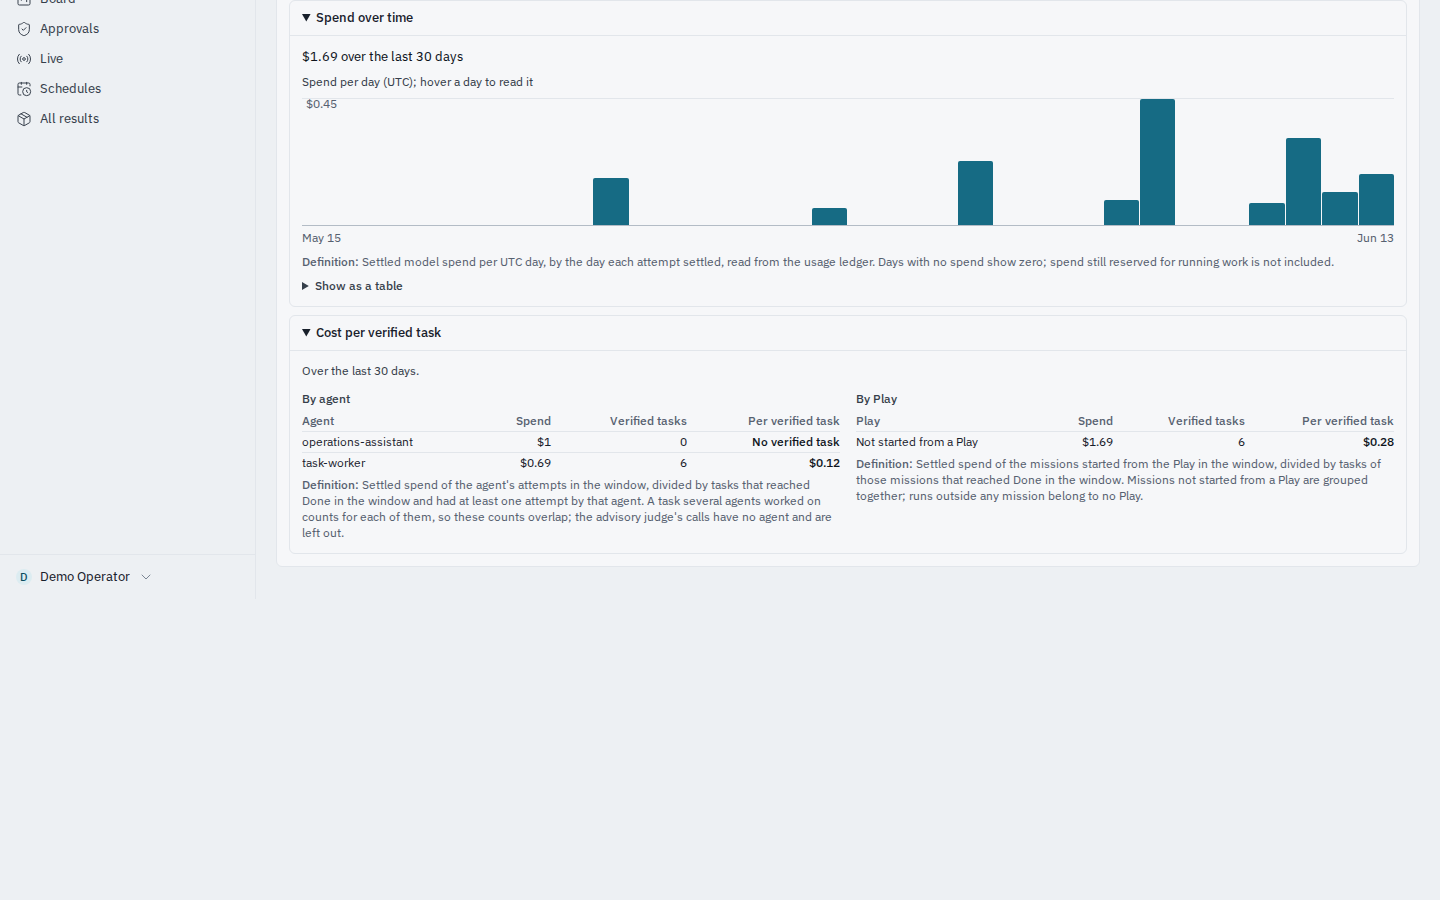 Board
Approvals
Live
Schedules
All results
Demo Operator
D
Spend over time
$1.69 over the last 30 days
Spend per day (UTC); hover a day to read it
$0.45
May 15
Jun 13
Definition: Settled model spend per UTC day, by the day each attempt settled, read from the usage ledger. Days with no spend show zero; spend still reserved for running work is not included.
Show as a table
Cost per verified task
Over the last 30 days.
By agent
Agent Spend Verified tasks Per verified task
operations-assistant $1 0 No verified task
task-worker $0.69 6 $0.12
Definition: Settled spend of the agent's attempts in the window, divided by tasks that reached
Done in the window and had at least one attempt by that agent. A task several agents worked on
counts for each of them, so these counts overlap; the advisory judge's calls have no agent and are
left out.
By Play
Play Spend Verified tasks Per verified task
Not started from a Play $1.69 6 $0.28
Definition: Settled spend of the missions started from the Play in the window, divided by tasks of
those missions that reached Done in the window. Missions not started from a Play are grouped
together; runs outside any mission belong to no Play.